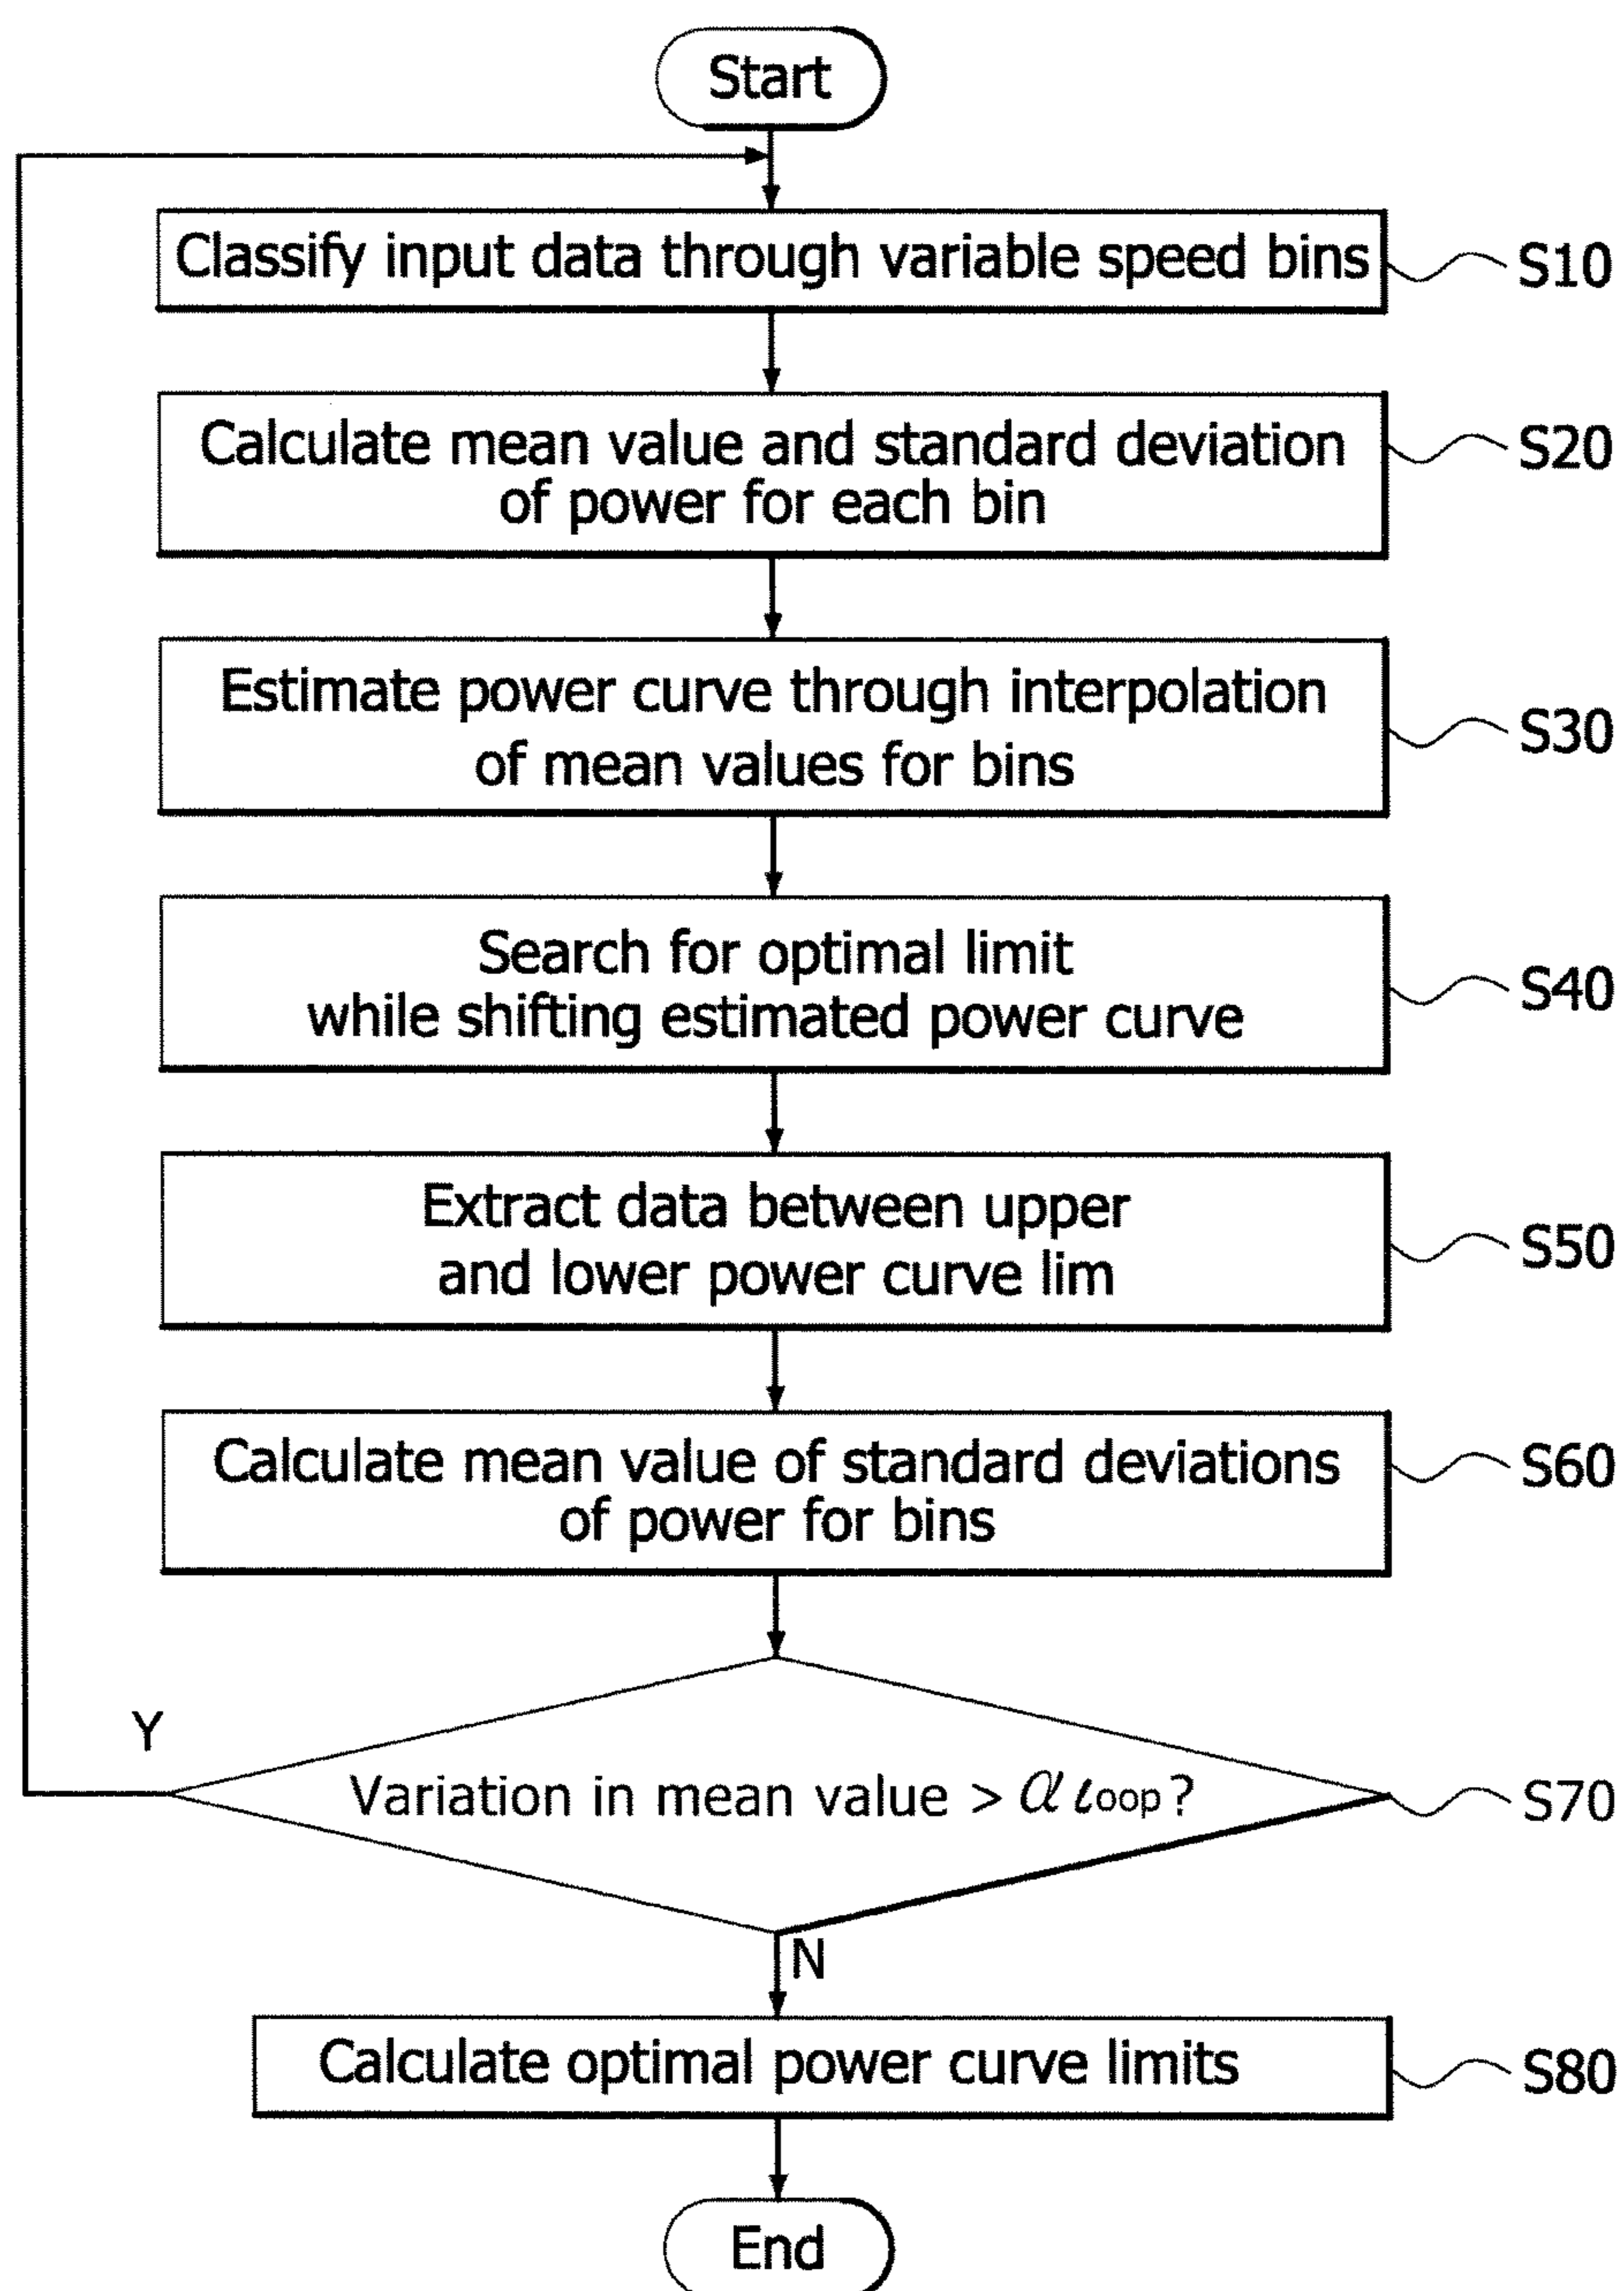 Start
Classify input data through variable speed bins
S10
Calculate mean value and standard deviation
of power for each bin
S20
Estimate power curve through interpolation
of mean values for bins
S30
Search for optimal limit
while shifting estimated power curve
S40
Extract data between upper
and lower power curve lim
S50
Calculate mean value of standard deviations
of power for bins
S60
Y
Variation in mean value > α Loop?
S70
N
Calculate optimal power curve limits
S80
End